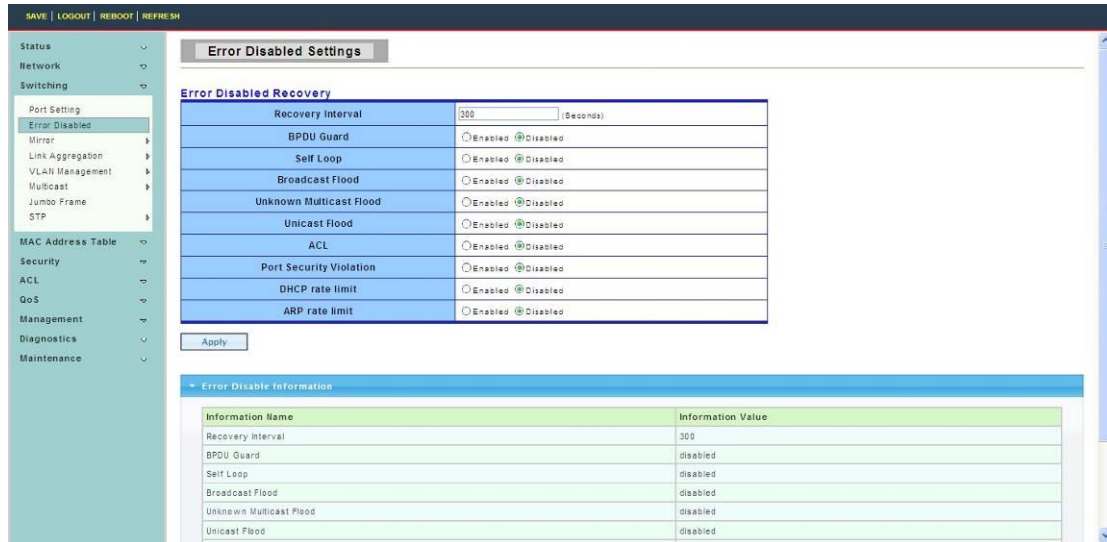 SAVE | LOGOUT | REBOOT | REFRESH
Status
Network
Switching
Port Setting
Error Disabled
Mirror
Link Aggregation
VLAN Management
Multicast
Jumbo Frame
STP
MAC Address Table
Security
ACL
QoS
Management
Diagnostics
Maintenance
Error Disabled Settings
Error Disabled Recovery
Recovery Interval 300 (Seconds)
BPDU Guard Enabled Disabled
Self Loop Enabled Disabled
Broadcast Flood Enabled Disabled
Unknown Multicast Flood Enabled Disabled
Unicast Flood Enabled Disabled
ACL Enabled Disabled
Port Security Violation Enabled Disabled
DHCP rate limit Enabled Disabled
ARP rate limit Enabled Disabled
Apply
Error Disable Information
Information Name Information Value
Recovery Interval 300
BPDU Guard disabled
Self Loop disabled
Broadcast Flood disabled
Unknown Multicast Flood disabled
Unicast Flood disabled